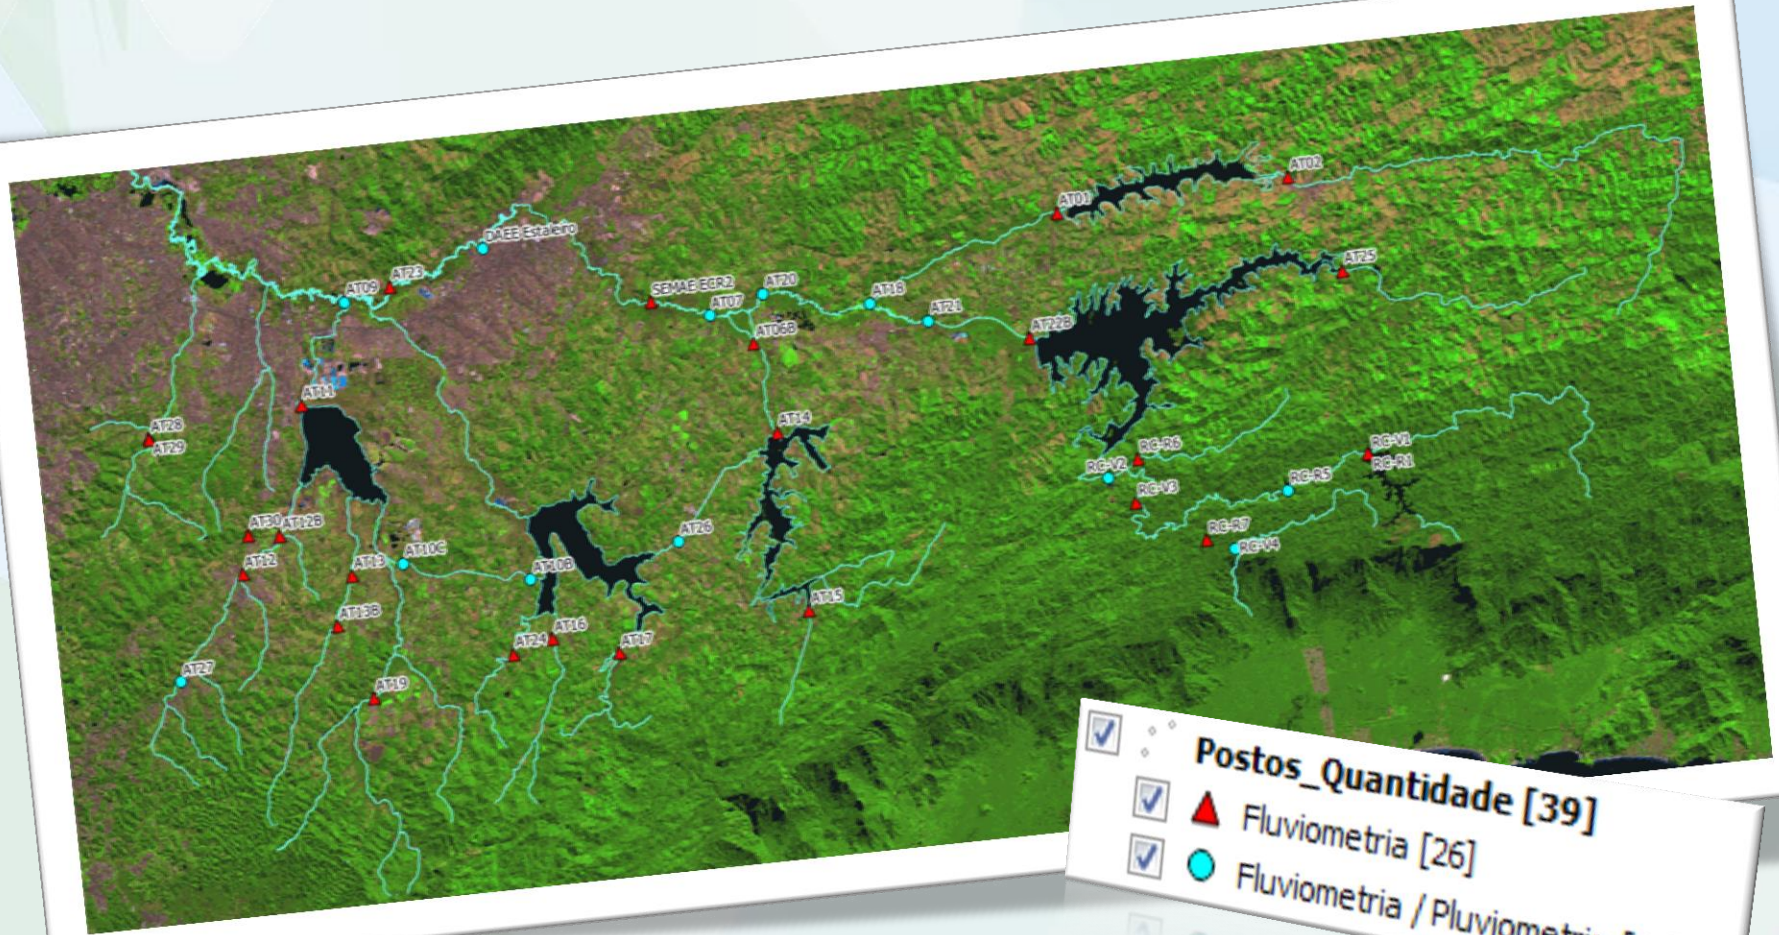 AT02
AT01
DAEE Estaleiro
AT25
AT23
AT09
SEMAE ECR2
AT20
AT07
AT18
AT21
AT06B
AT22B
AT11
AT14
AT28
AT29
RC-R6
RC-V1
RC-V2
RC-R1
RC-R5
RC-V3
AT30
AT12B
AT26
RC-R7
RC-V4
AT10C
AT12
AT13
AT10B
AT15
AT13B
AT16
AT24
AT17
AT27
AT19
Postos_Quantidade [39]
Fluviometria [26]
Fluviometria / Pluviometria